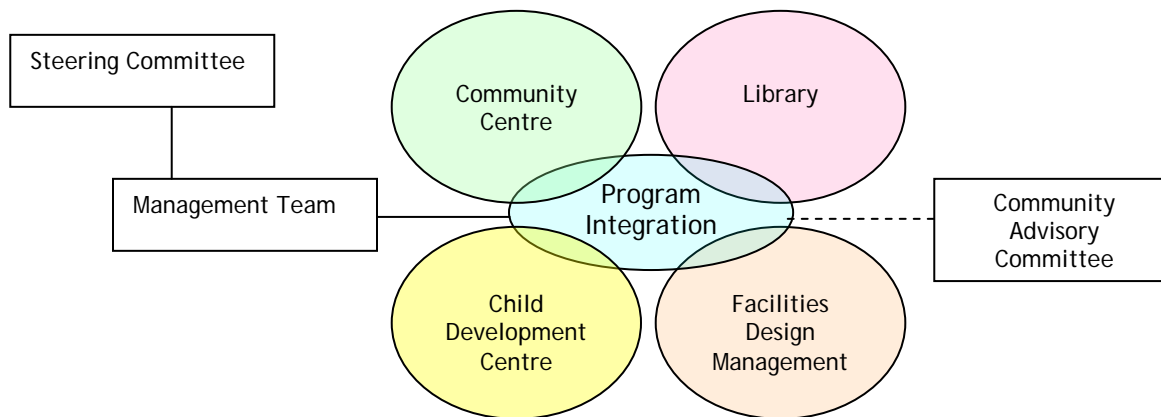 Steering Committee
Community
Centre
Library
Management Team
Program
Integration
Community
Advisory
Committee
Child
Development
Centre
Facilities
Design
Management